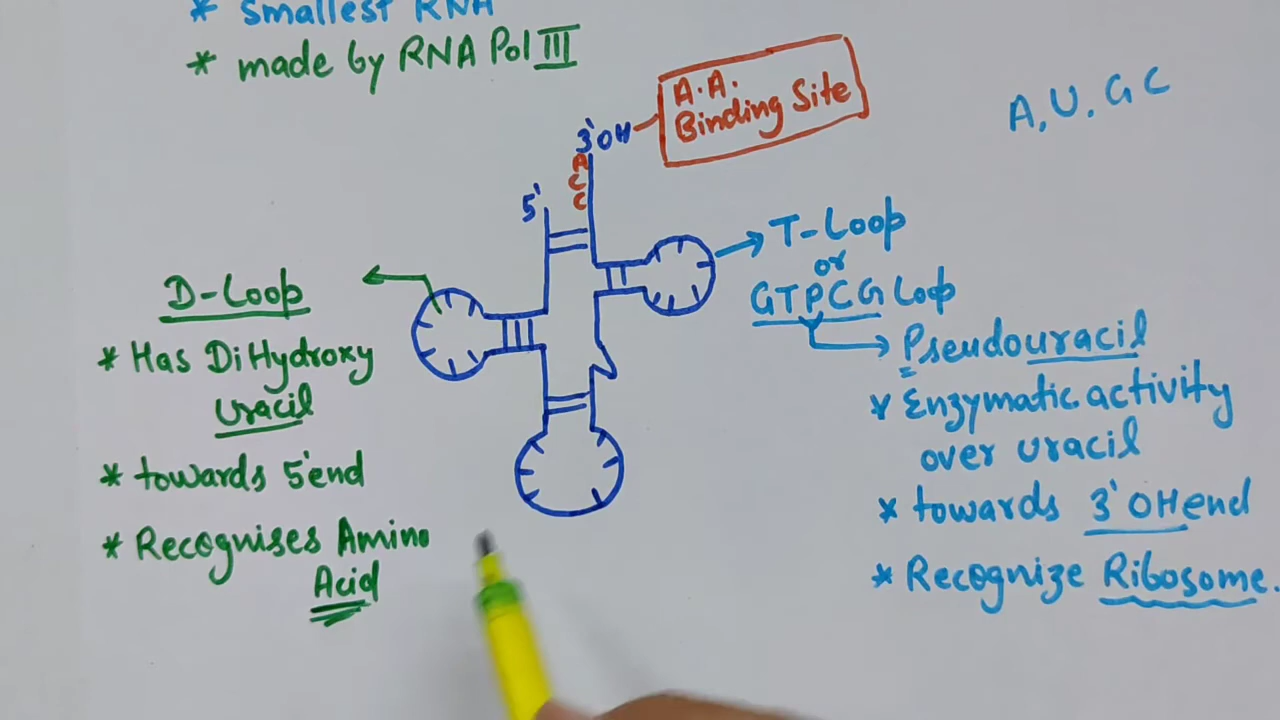 * Smallest RNA
* made by RNA Pol III
A.A.
Binding Site
A, U, G C
3' OH
A
C
C
5'
T-Loop
or
GTPCG Loop
Pseudouracil
* Enzymatic activity
over uracil
* towards 3' OH end
* Recognize Ribosome.
D-Loop
* Has DiHydroxy
Uracil
* towards 5' end
* Recognises Amino
Acid